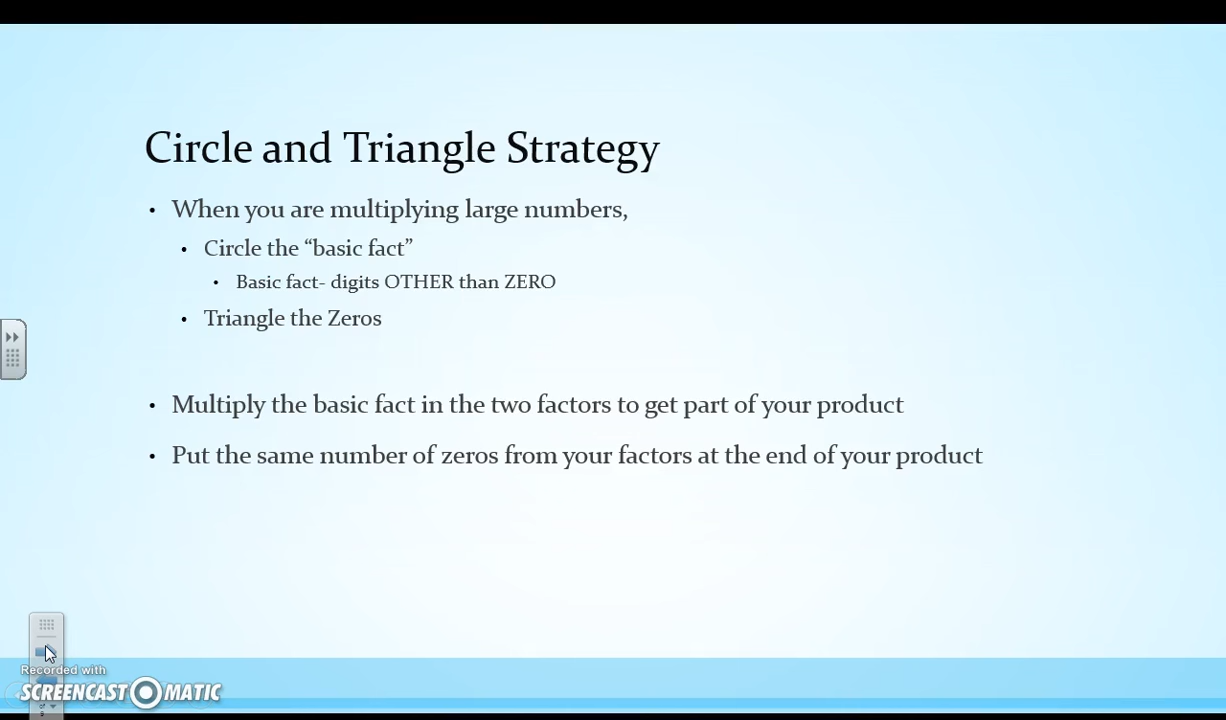 Circle and Triangle Strategy
• When you are multiplying large numbers,
• Circle the “basic fact”
• Basic fact- digits OTHER than ZERO
• Triangle the Zeros
• Multiply the basic fact in the two factors to get part of your product
• Put the same number of zeros from your factors at the end of your product
Recorded with
SCREENCAST MATIC